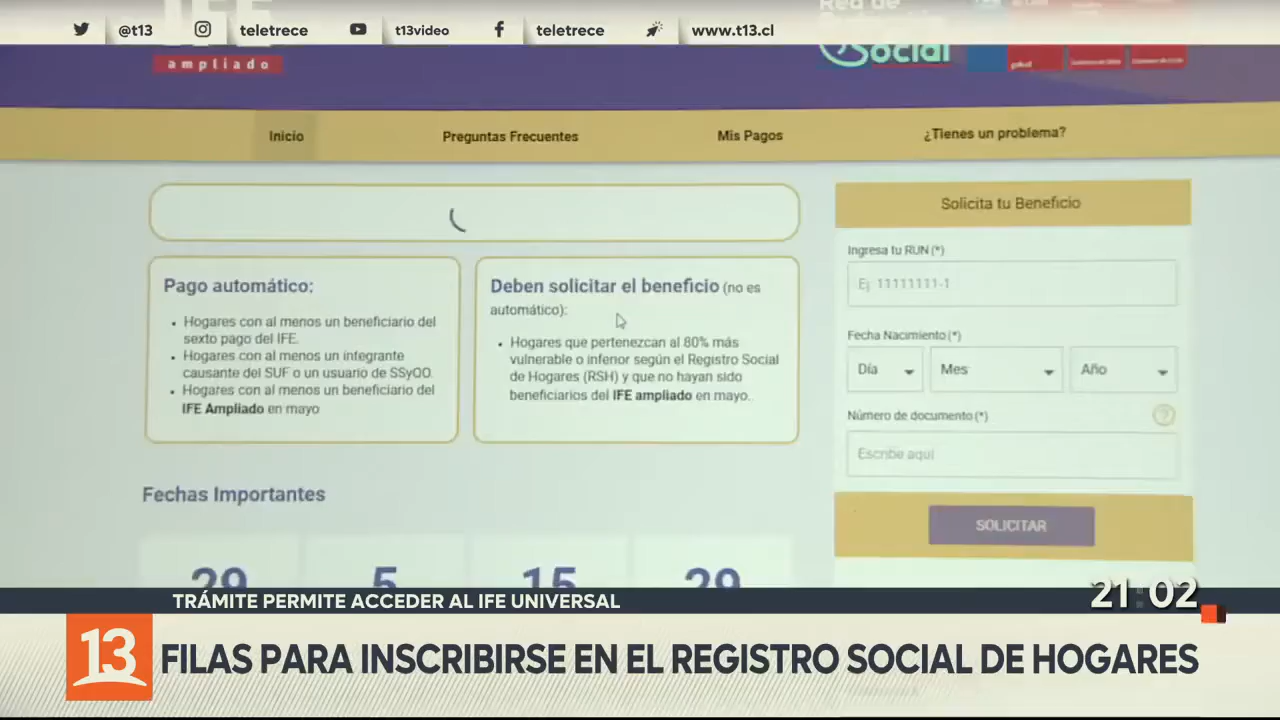 @t13
teletrece
t13video
teletrece
www.t13.cl
ampliado
Social
Inicio
Preguntas Frecuentes
Mis Pagos
¿Tienes un problema?
Pago automático:
Hogares con al menos un beneficiario del
sexto pago del IFE.
Hogares con al menos un integrante
causante del SUF o un usuario de SSyOO.
Hogares con al menos un beneficiario del
IFE Ampliado en mayo
Deben solicitar el beneficio (no es
automático):
Hogares que pertenezcan al 80% más
vulnerable o inferior según el Registro Social
de Hogares (RSH) y que no hayan sido
beneficiarios del IFE ampliado en mayo.
Solicita tu Beneficio
Ingresa tu RUN (*)
Ej: 11111111-1
Fecha Nacimiento (*)
Día
Mes
Año
Número de documento (*)
?
Escribe aquí
SOLICITAR
Fechas Importantes
29
5
15
29
TRÁMITE PERMITE ACCEDER AL IFE UNIVERSAL
21:02
13
FILAS PARA INSCRIBIRSE EN EL REGISTRO SOCIAL DE HOGARES